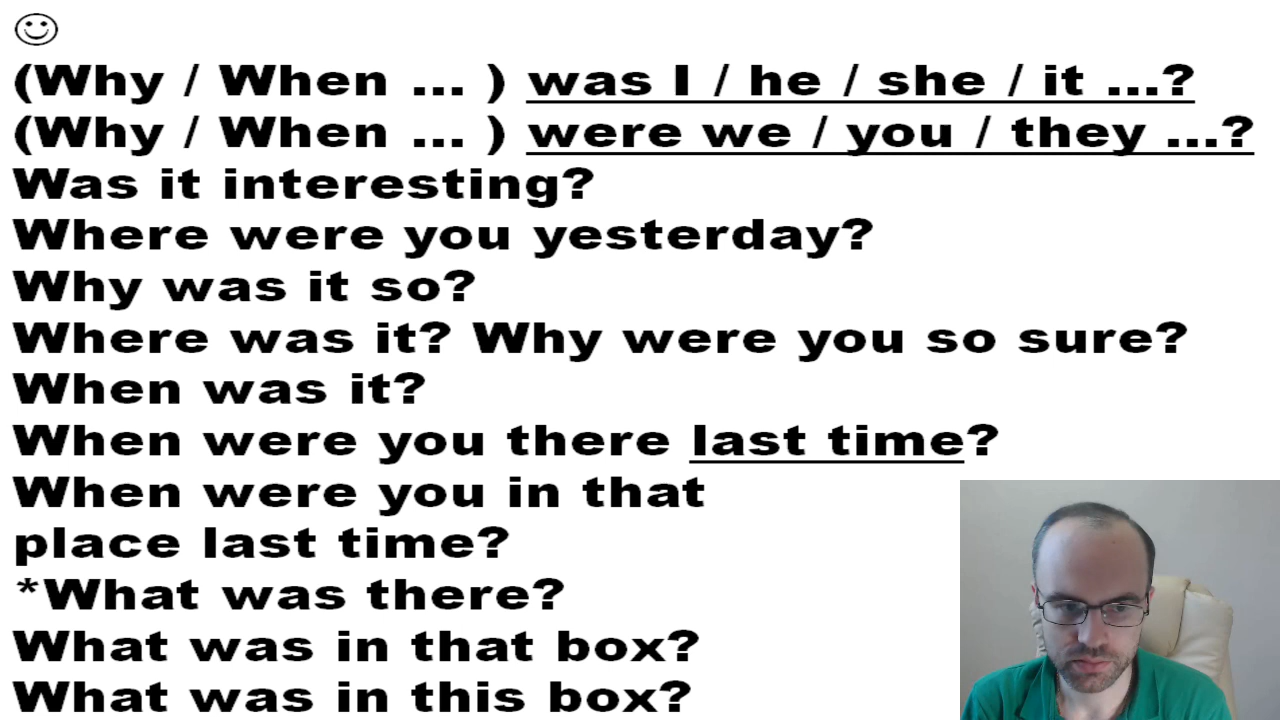 ☺
(Why / When ... ) was I / he / she / it ...?
(Why / When ... ) were we / you / they ...?
Was it interesting?
Where were you yesterday?
Why was it so?
Where was it? Why were you so sure?
When was it?
When were you there last time?
When were you in that
place last time?
*What was there?
What was in that box?
What was in this box?